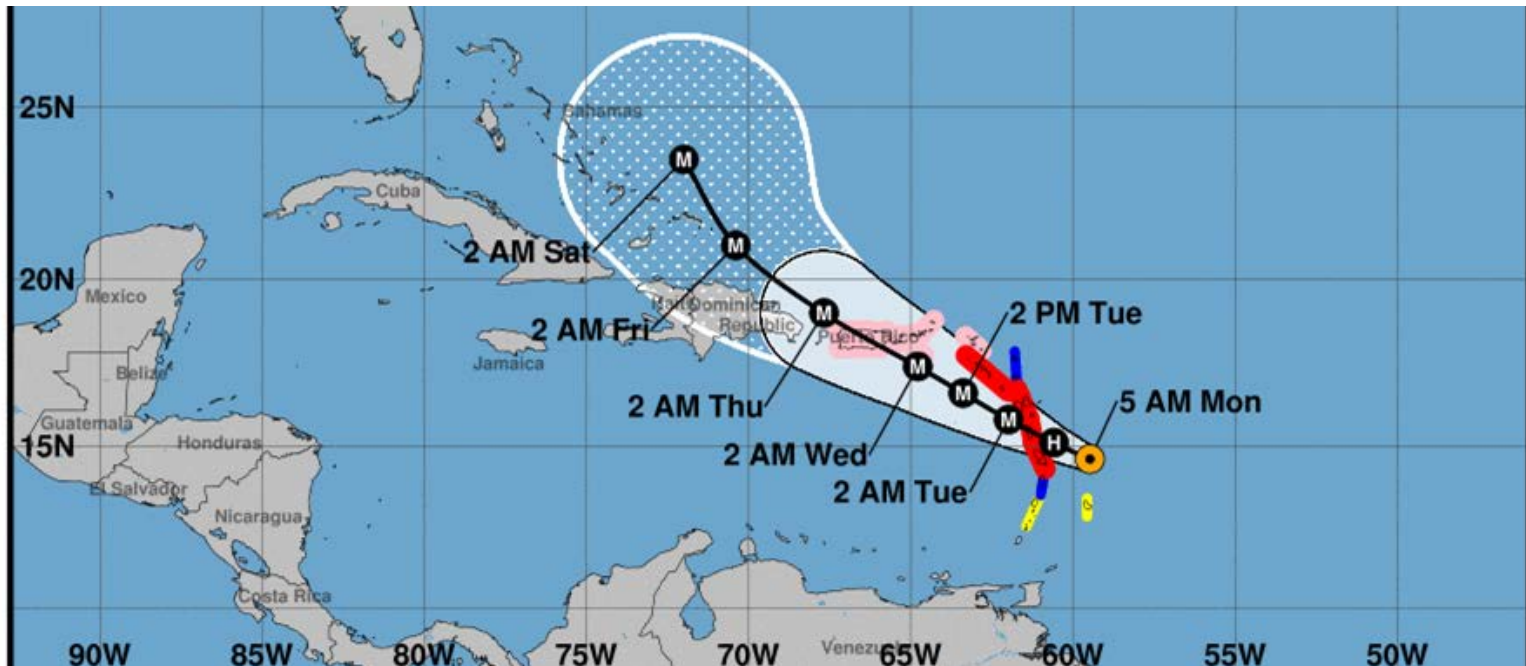 25N
Bahamas
M
Cuba
2 AM Sat
M
20N
Mexico
Haiti
Dominican
Republic
M
2 PM Tue
2 AM Fri
Puerto Rico
Jamaica
Belize
M
M
2 AM Thu
5 AM Mon
Guatemala
M
15N
Honduras
H
2 AM Wed
El Salvador
2 AM Tue
Nicaragua
Costa Rica
90W 85W 80W 75W 70W 65W 60W 55W 50W